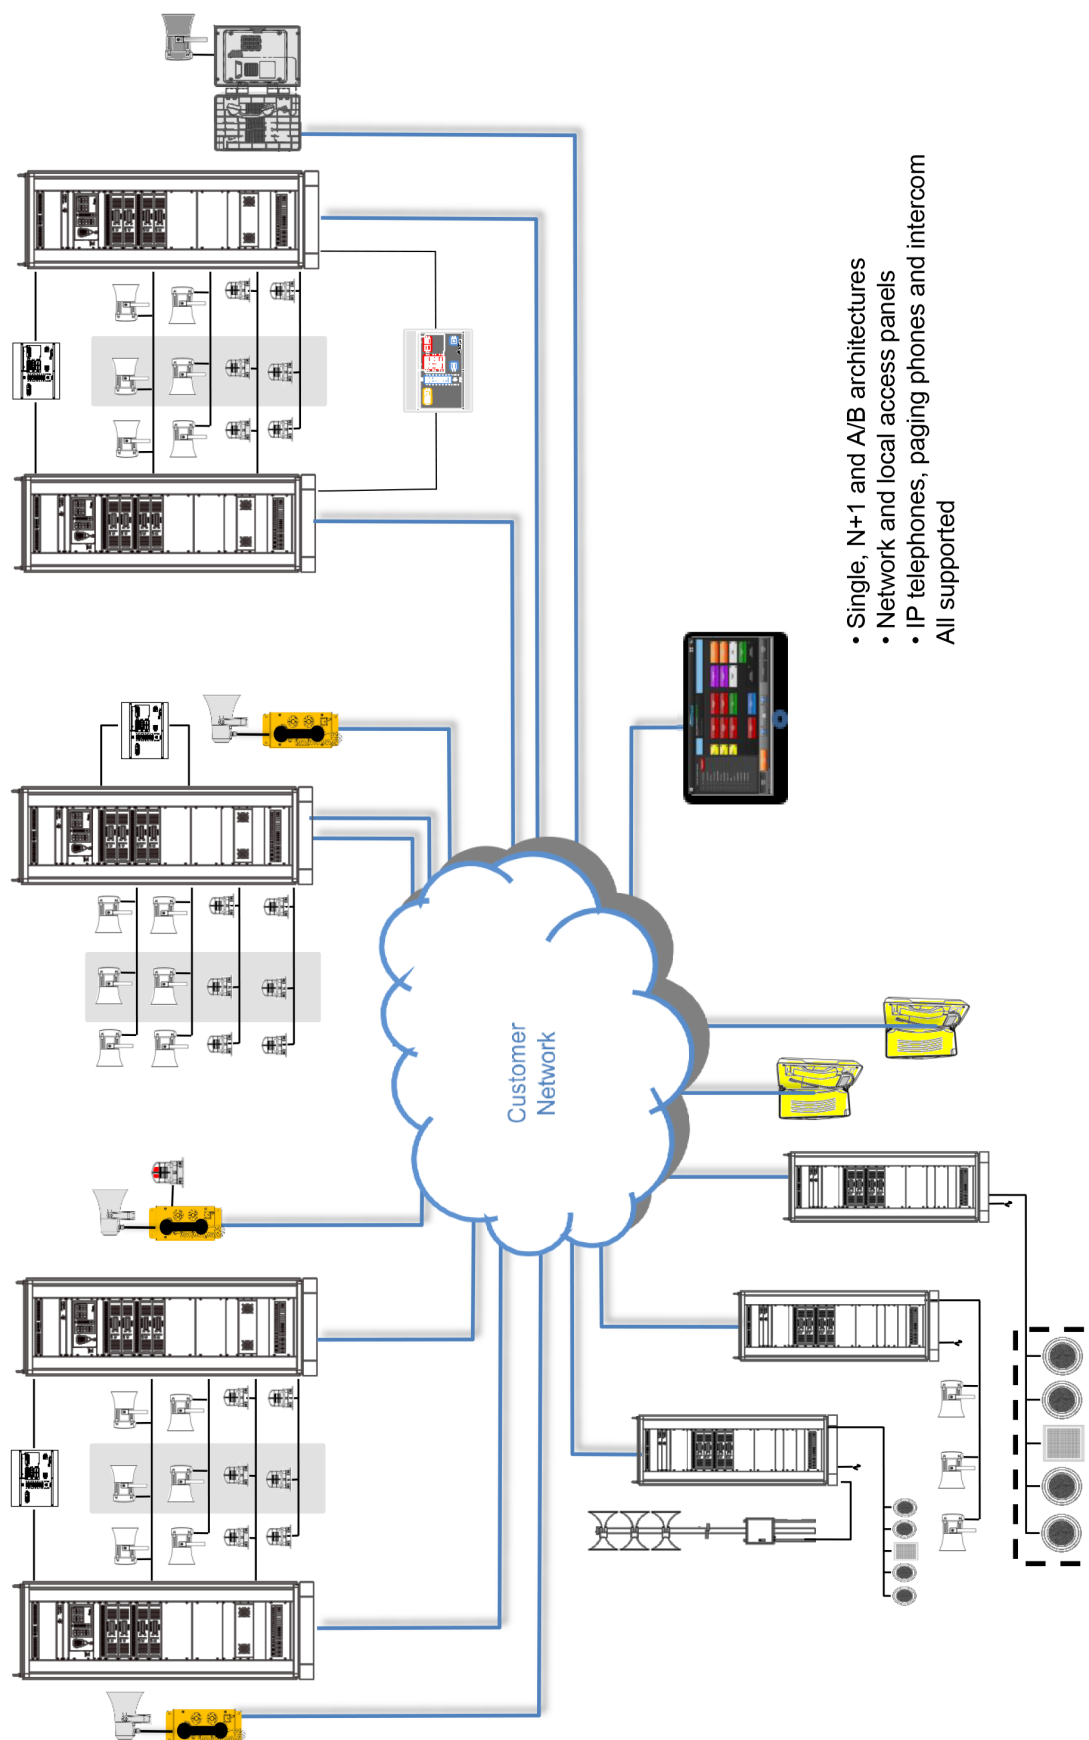 Customer
Network
• Single, N+1 and A/B architectures
• Network and local access panels
• IP telephones, paging phones and intercom
All supported